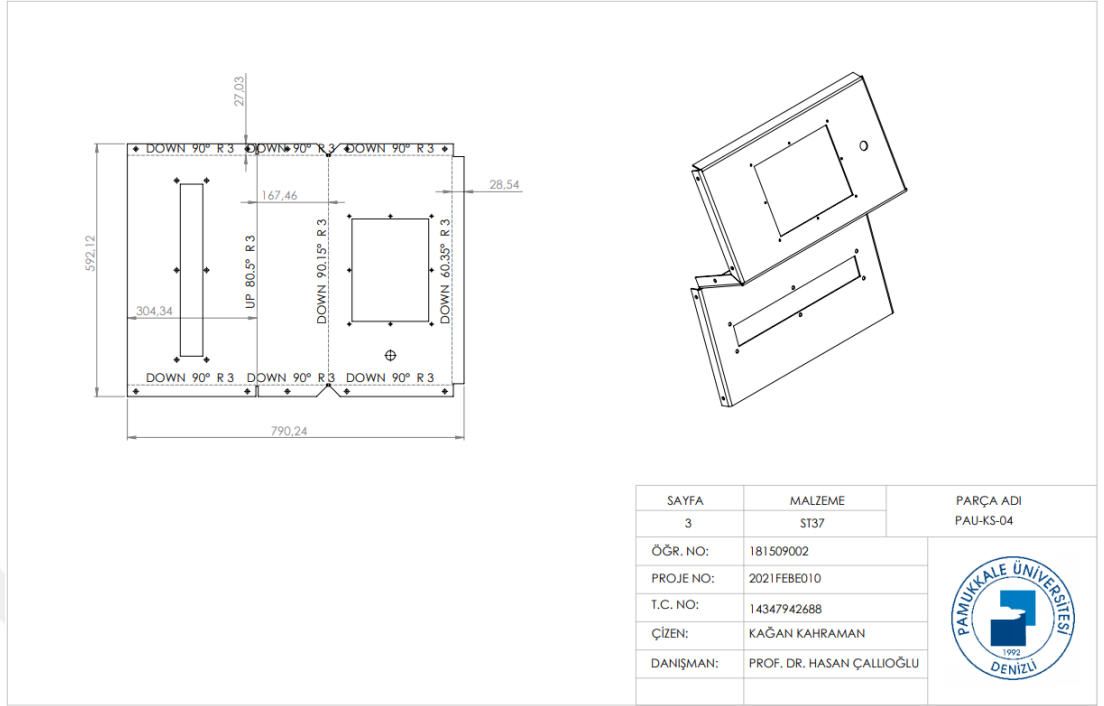 27,03
DOWN 90° R 3 DOWN 90° R 3 DOWN 90° R 3
28,54
167,46
592,12
UP 80.5° R 3
DOWN 90.15° R 3
DOWN 60.35° R 3
304,34
DOWN 90° R 3 DOWN 90° R 3 DOWN 90° R 3
790,24
SAYFA MALZEME PARÇA ADI
3 ST37 PAU-KS-04
ÖĞR. NO: 181509002
PROJE NO: 2021FEBE010
T.C. NO: 14347942688
ÇİZEN: KAĞAN KAHRAMAN
DANIŞMAN: PROF. DR. HASAN ÇALLIOĞLU
PAMUKKALE ÜNİVERSİTESİ
1992
DENİZLİ